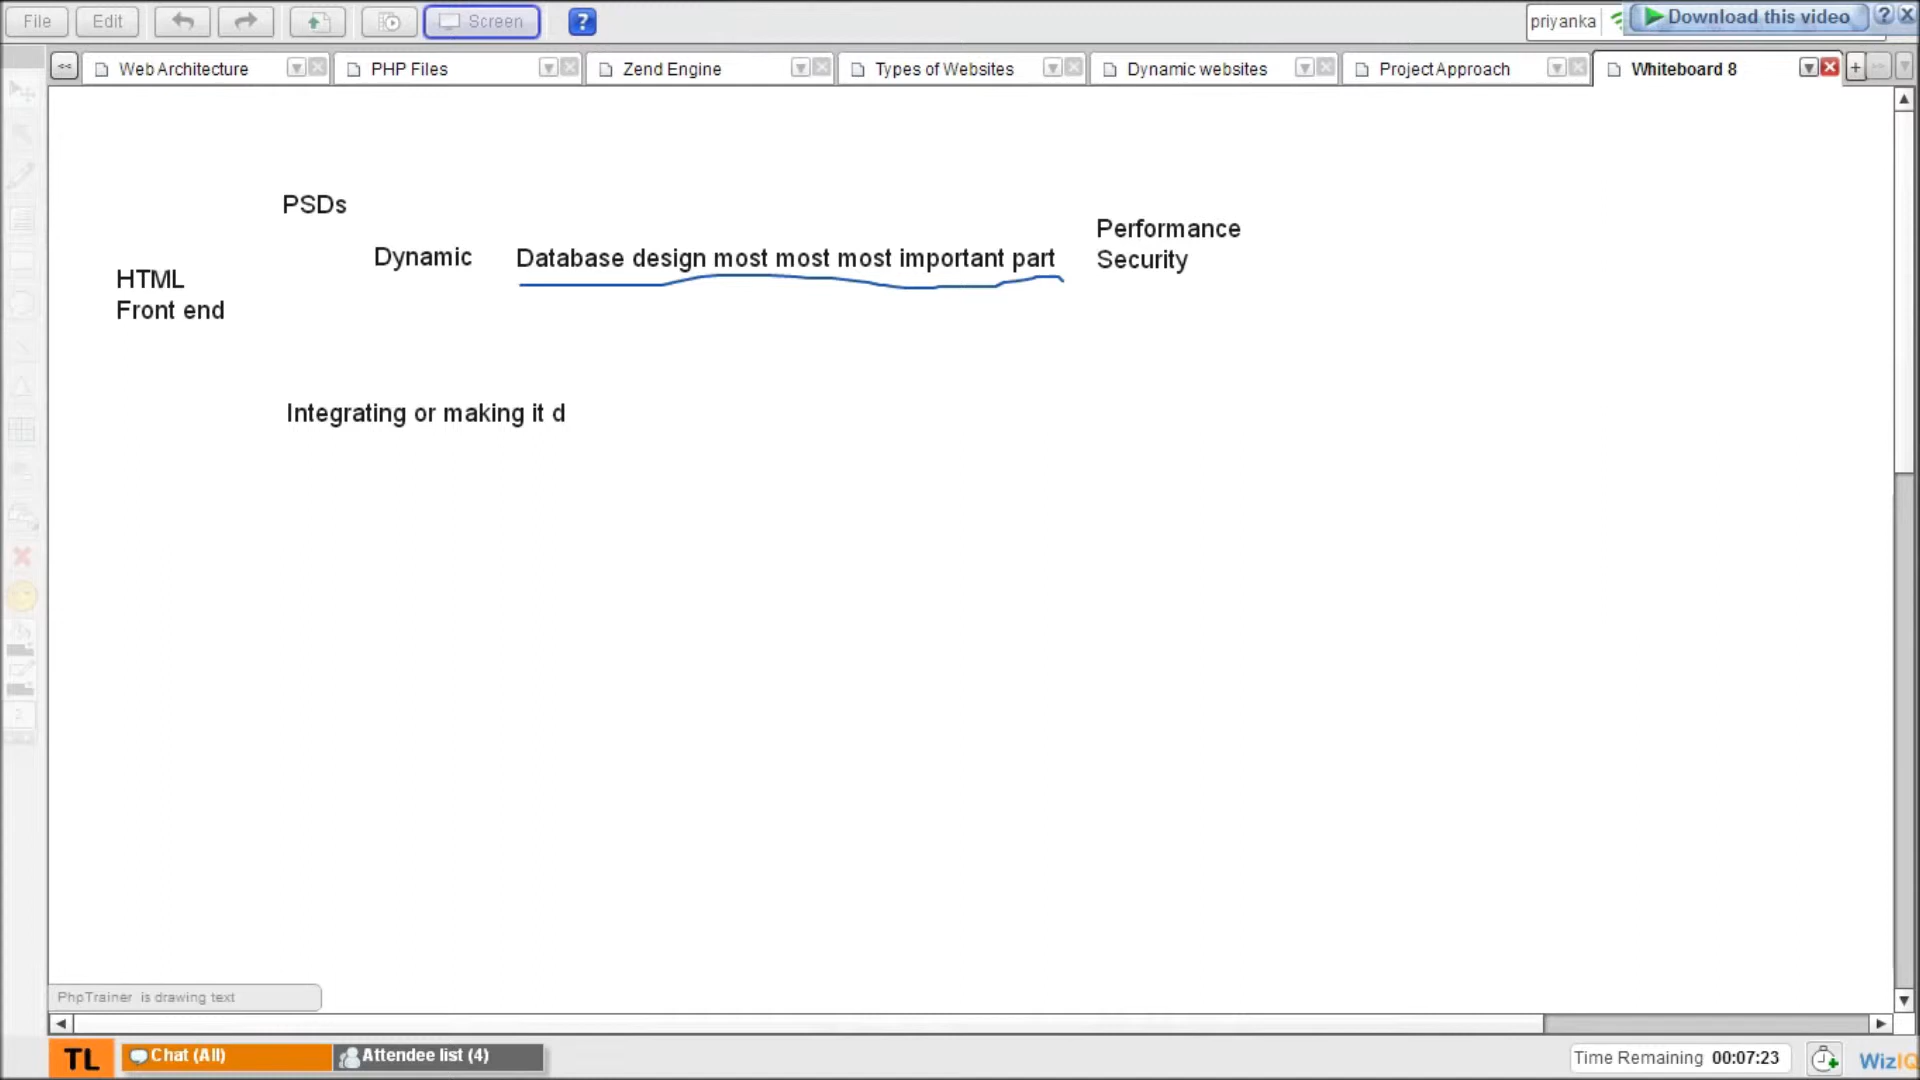 File
Edit
Screen
?
priyanka
Download this video
?
X
<<
Web Architecture
PHP Files
Zend Engine
Types of Websites
Dynamic websites
Project Approach
Whiteboard 8
+
PSDs
Performance
Dynamic
Database design most most most important part
Security
HTML
Front end
Integrating or making it d
PhpTrainer is drawing text
TL
Chat (All)
Attendee list (4)
Time Remaining 00:07:23
WizIQ